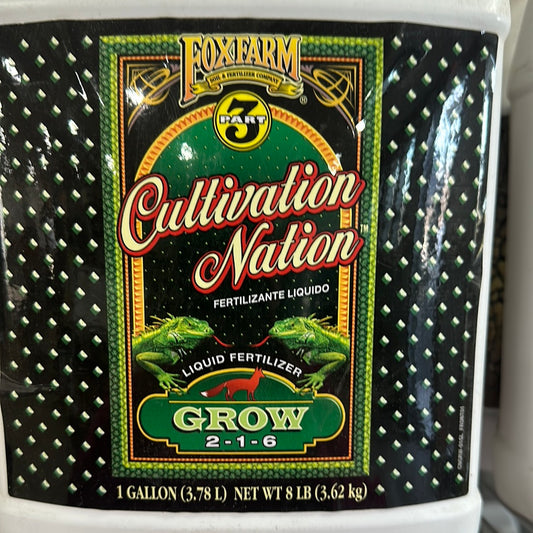 FOXFARM
SOIL & FERTILIZER COMPANY
®
3
PART
Cultivation
Nation™
FERTILIZANTE LIQUIDO
LIQUID FERTILIZER
GROW
2-1-6
1 GALLON (3.78 L) NET WT 8 LB (3.62 kg)